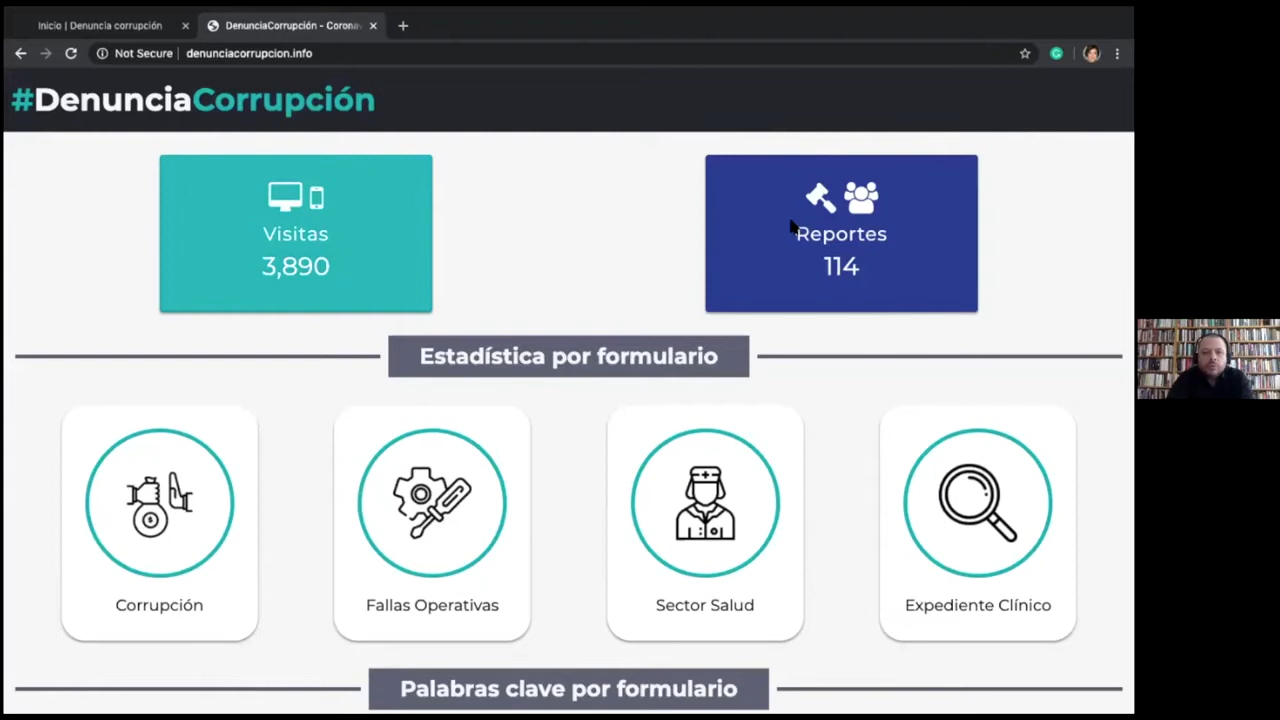 Inicio | Denuncia corrupción
DenunciaCorrupción - Corona
Not Secure
denunciacorrupcion.info
#DenunciaCorrupción
Visitas
3,890
Reportes
114
Estadística por formulario
Corrupción
Fallas Operativas
Sector Salud
Expediente Clínico
Palabras clave por formulario